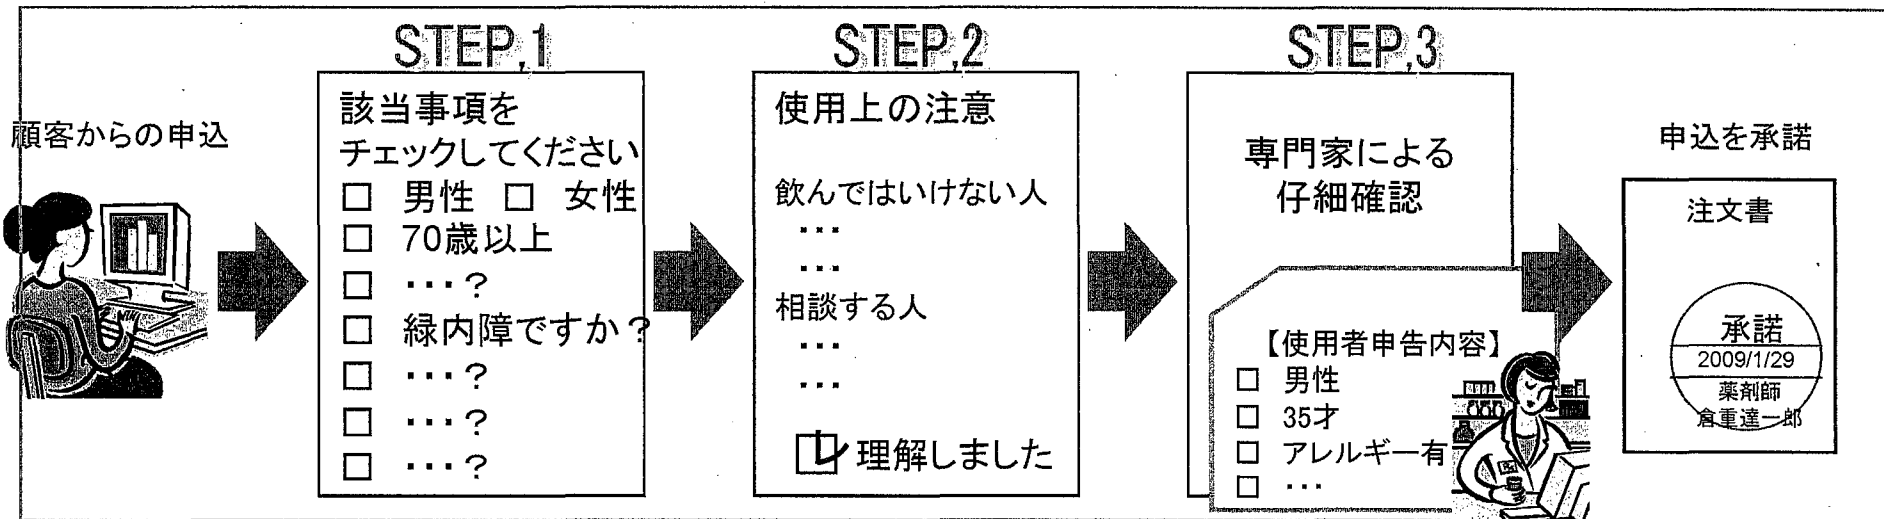 顧客からの申込
STEP,1
該当事項を
チェックしてください
□ 男性 □ 女性
□ 70歳以上
□ ・・・?
□ 緑内障ですか?
□ ・・・?
□ ・・・?
□ ・・・?
STEP,2
使用上の注意
飲んではいけない人
・・・
・・・
相談する人
・・・
・・・
理解しました
STEP,3
専門家による
仔細確認
【使用者申告内容】
□ 男性
□ 35才
□ アレルギー有
□ ・・・
申込を承諾
注文書
承諾
2009/1/29
薬剤師
倉重達一郎